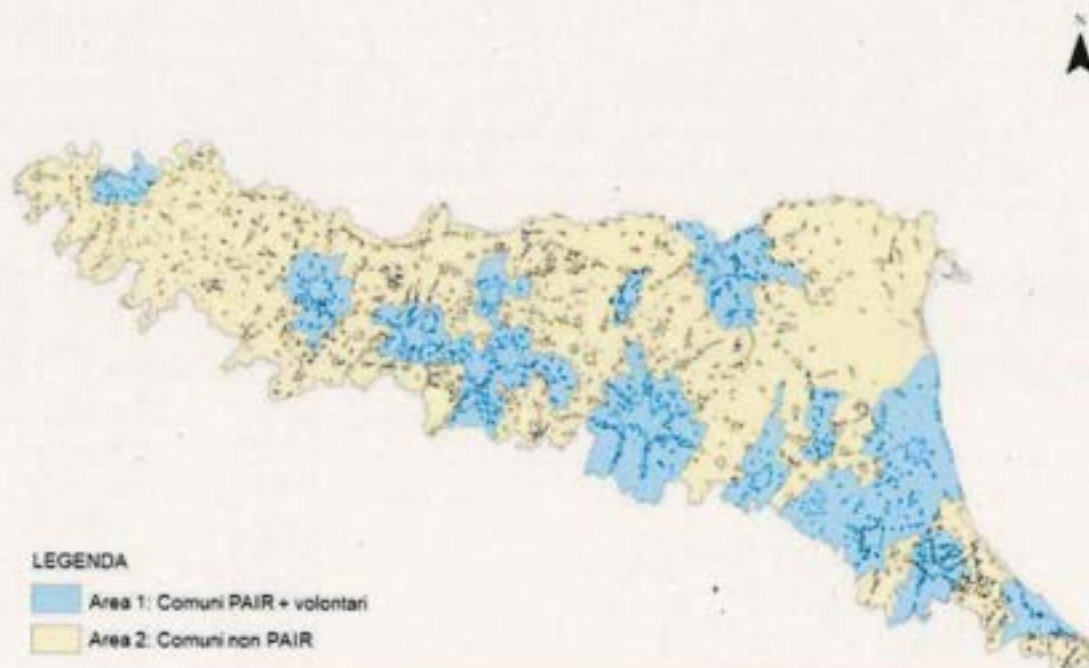 N
LEGENDA
Area 1: Comuni PAIR + volontari
Area 2: Comuni non PAIR